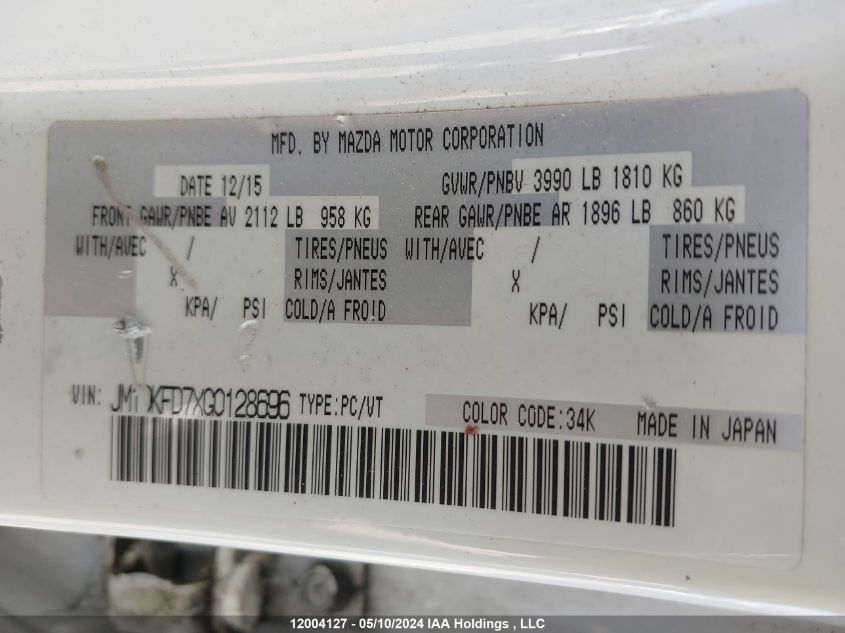 MFD. BY MAZDA MOTOR CORPORATION
DATE 12/15 GVWR/PNBV 3990 LB 1810 KG
FRONT GAWR/PNBE AV 2112 LB 958 KG REAR GAWR/PNBE AR 1896 LB 860 KG
WITH/AVEC / TIRES/PNEUS WITH/AVEC / TIRES/PNEUS
X RIMS/JANTES X RIMS/JANTES
KPA/ PSI COLD/A FROID KPA/ PSI COLD/A FROID
VIN: TYPE:PC/VT COLOR CODE:34K MADE IN JAPAN
12004127 - 05/10/2024 IAA Holdings , LLC